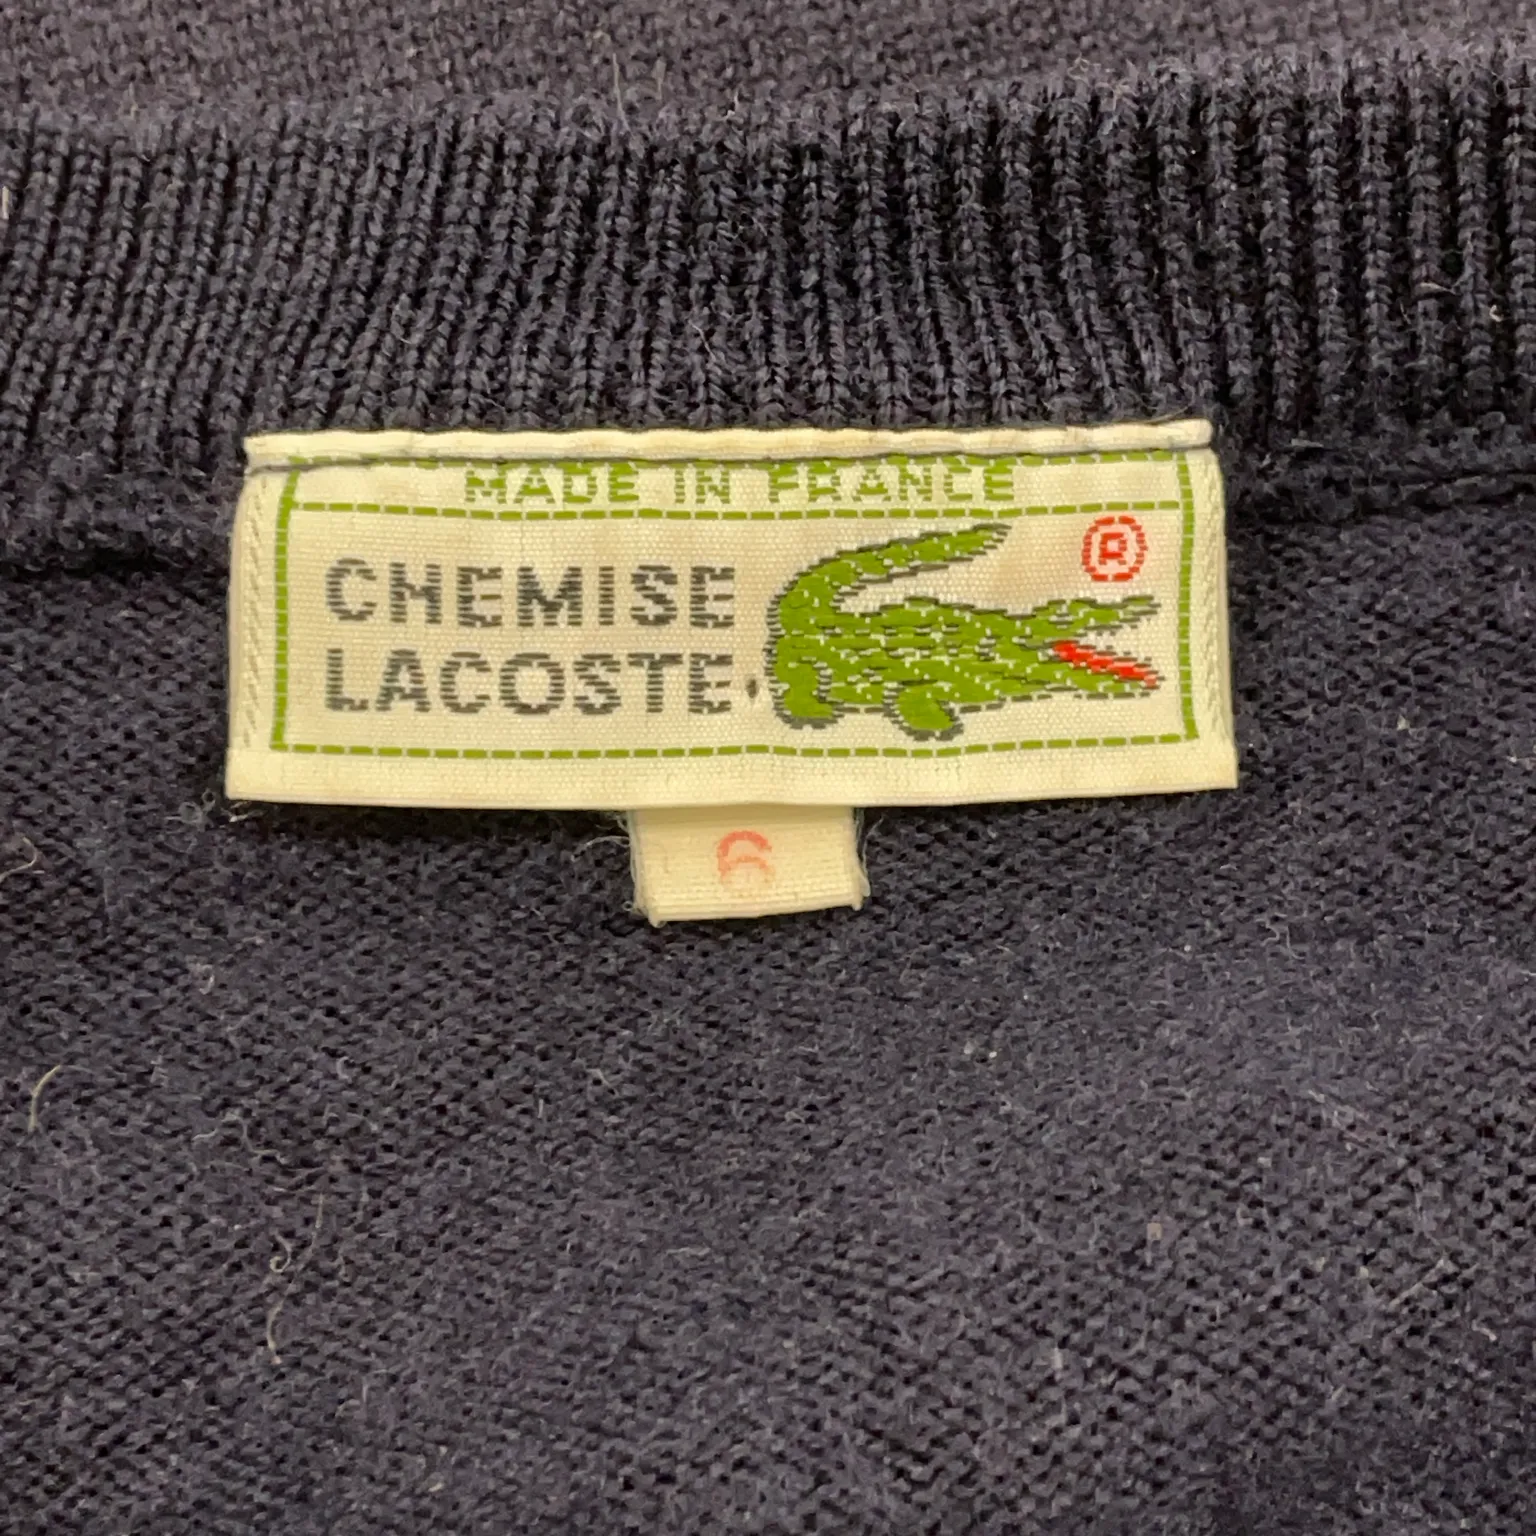 MADE IN FRANCE
®
CHEMISE
LACOSTE
6